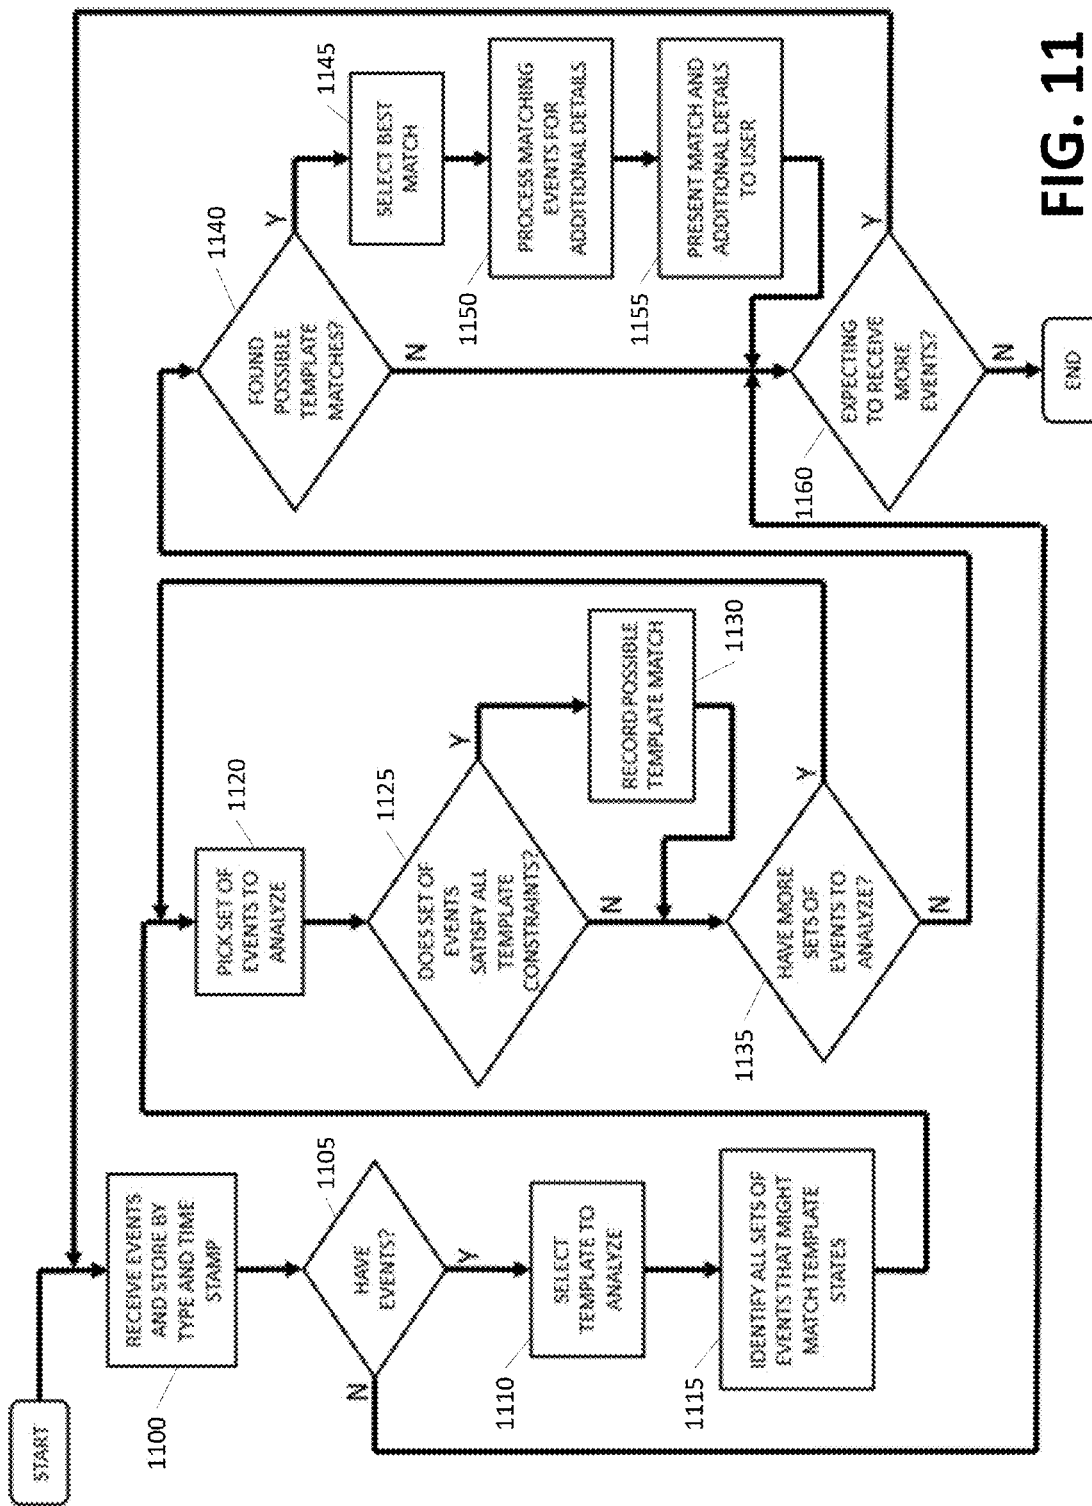 START
RECEIVE EVENTS
AND STORE BY
TYPE AND TIME
STAMP
1100
HAVE
EVENTS?
1105
N
Y
SELECT
TEMPLATE TO
ANALYZE
1110
IDENTIFY ALL SETS OF
EVENTS THAT MIGHT
MATCH TEMPLATE
STATES
1115
PICK SET OF
EVENTS TO
ANALYZE
1120
DOES SET OF
EVENTS
SATISFY ALL
TEMPLATE
CONSTRAINTS?
1125
Y
N
RECORD POSSIBLE
TEMPLATE MATCH
1130
HAVE MORE
SETS OF
EVENTS TO
ANALYZE?
1135
Y
N
FOUND
POSSIBLE
TEMPLATE
MATCHES?
1140
Y
N
SELECT BEST
MATCH
1145
PROCESS MATCHING
EVENTS FOR
ADDITIONAL DETAILS
1150
PRESENT MATCH AND
ADDITIONAL DETAILS
TO USER
1155
EXPECTING
TO RECEIVE
MORE
EVENTS?
1160
Y
N
END
FIG. 11